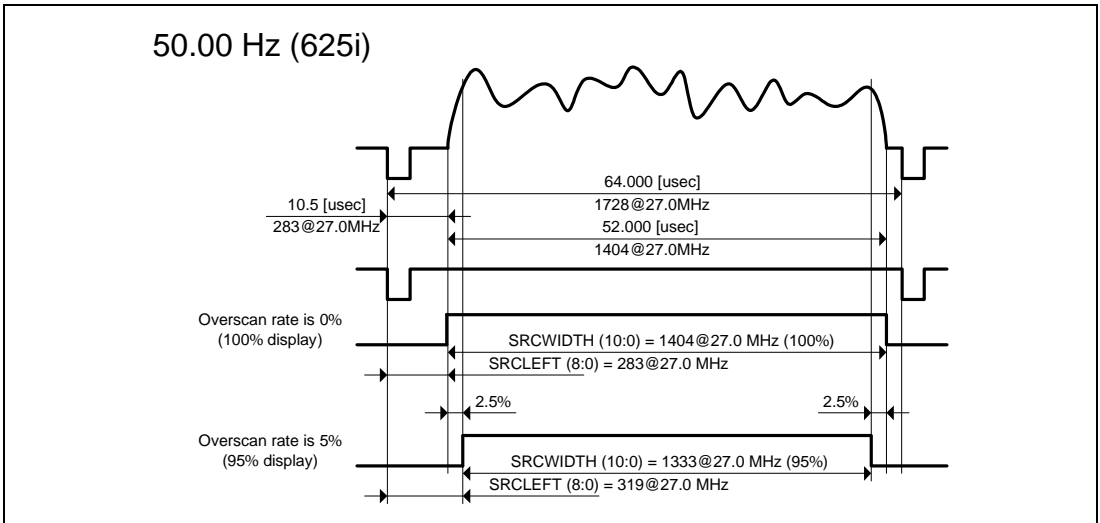 50.00 Hz (625i)
64.000 [usec]
10.5 [usec]
1728@27.0MHz
283@27.0MHz
52.000 [usec]
1404@27.0MHz
Overscan rate is 0%
(100% display)
SRCWIDTH (10:0) = 1404@27.0 MHz (100%)
SRCLEFT (8:0) = 283@27.0 MHz
2.5%
2.5%
Overscan rate is 5%
(95% display)
SRCWIDTH (10:0) = 1333@27.0 MHz (95%)
SRCLEFT (8:0) = 319@27.0 MHz